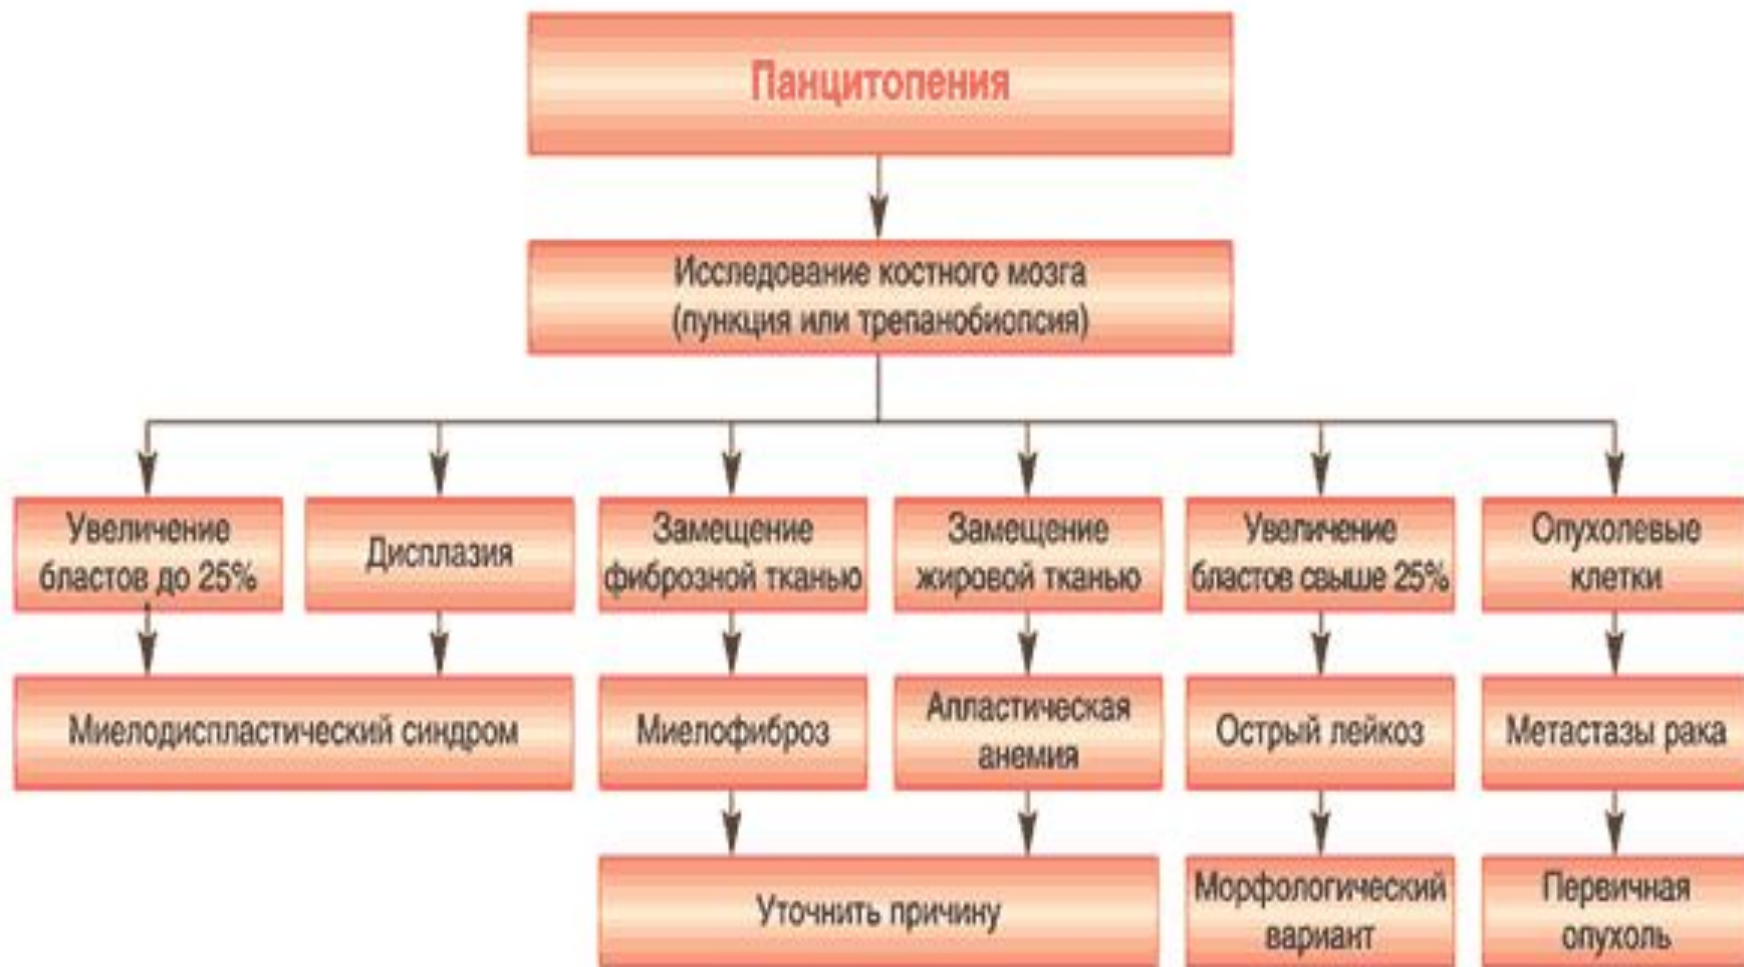 Панцитопения
Исследование костного мозга
(пункция или трепанобиопсия)
Увеличение
бластов до 25%
Дисплазия
Замещение
фиброзной тканью
Замещение
жировой тканью
Увеличение
бластов свыше 25%
Опухолевые
клетки
Миелодиспластический синдром
Миелофиброз
Апластическая
анемия
Острый лейкоз
Метастазы рака
Уточнить причину
Морфологический
вариант
Первичная
опухоль